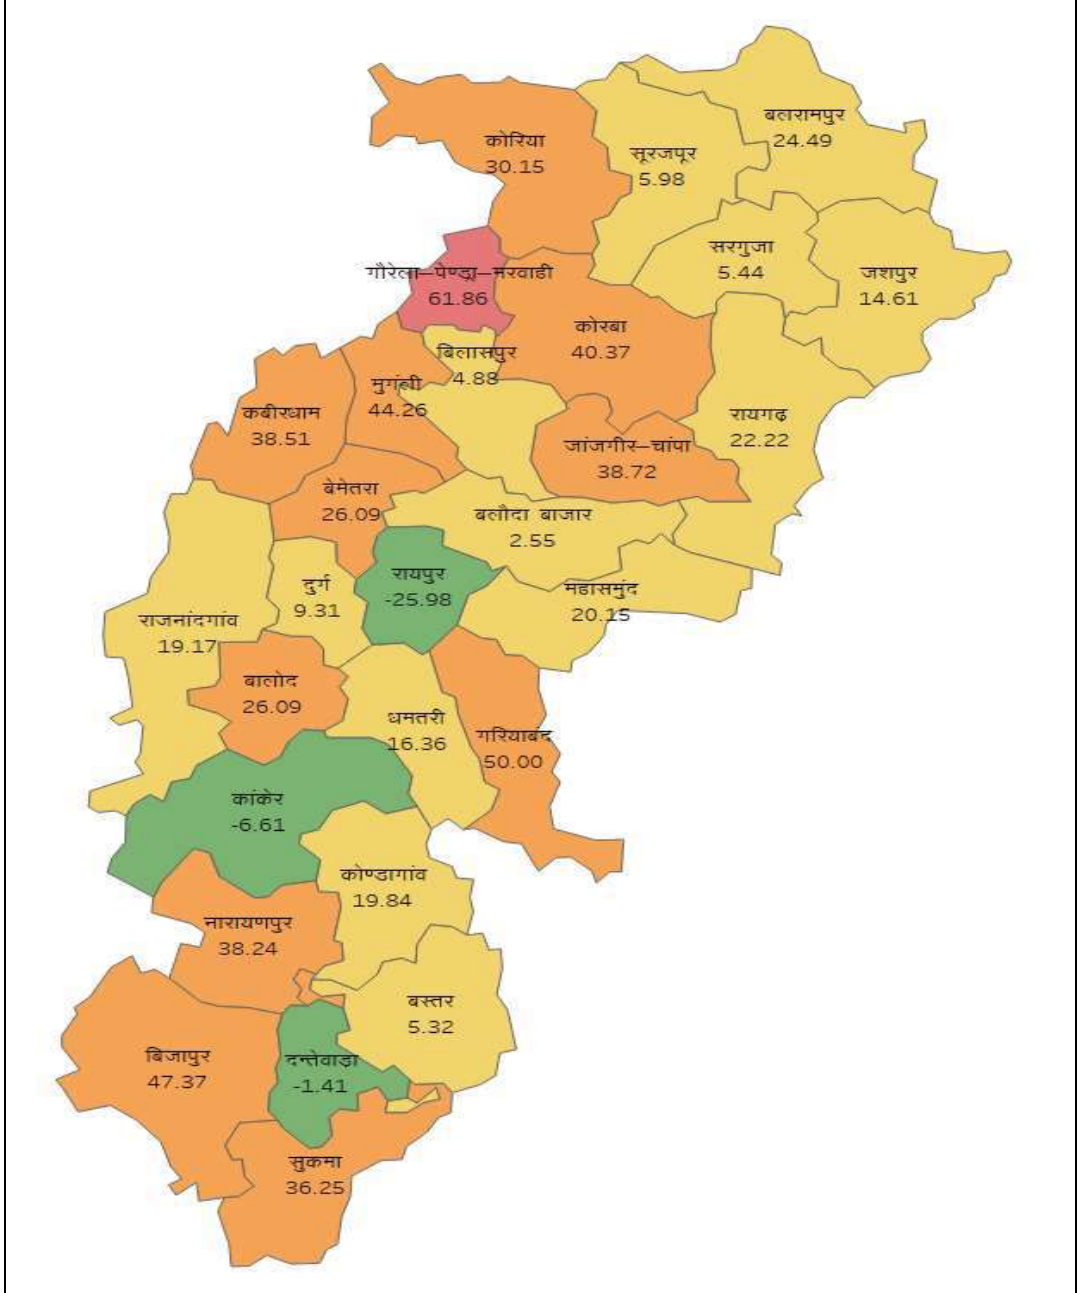 बलरामपुर
24.49
कोरिया
30.15
सूरजपूर
5.98
सरगुजा
5.44
जशपुर
14.61
गौरेला–पेण्ड्रा–मरवाही
61.86
कोरबा
40.37
बिलासपुर
4.88
मुगंली
44.26
कबीरधाम
38.51
रायगढ़
22.22
जांजगीर–चांपा
38.72
बेमेतरा
26.09
बलौदा बाजार
2.55
रायपुर
-25.98
दुर्ग
9.31
महासमुंद
20.15
राजनांदगांव
19.17
बालोद
26.09
धमतरी
16.36
गरियाबंद
50.00
कांकेर
-6.61
कोण्डागांव
19.84
नारायणपुर
38.24
बस्तर
5.32
बिजापुर
47.37
दन्तेवाड़ा
-1.41
सुकमा
36.25